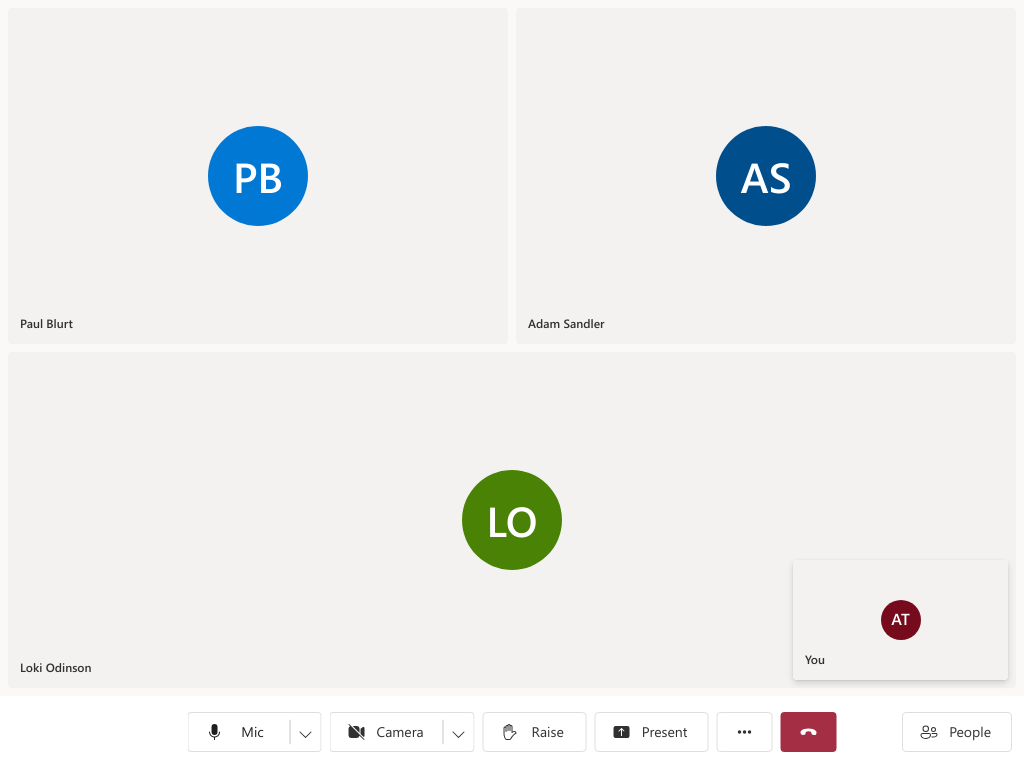 PB
Paul Blurt
AS
Adam Sandler
LO
Loki Odinson
AT
You
Mic
Camera
Raise
Present
People